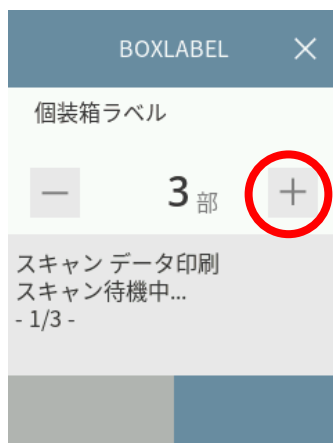 BOXLABEL ×
個装箱ラベル
− 3 部 +
スキャン データ印刷
スキャン待機中...
- 1/3 -